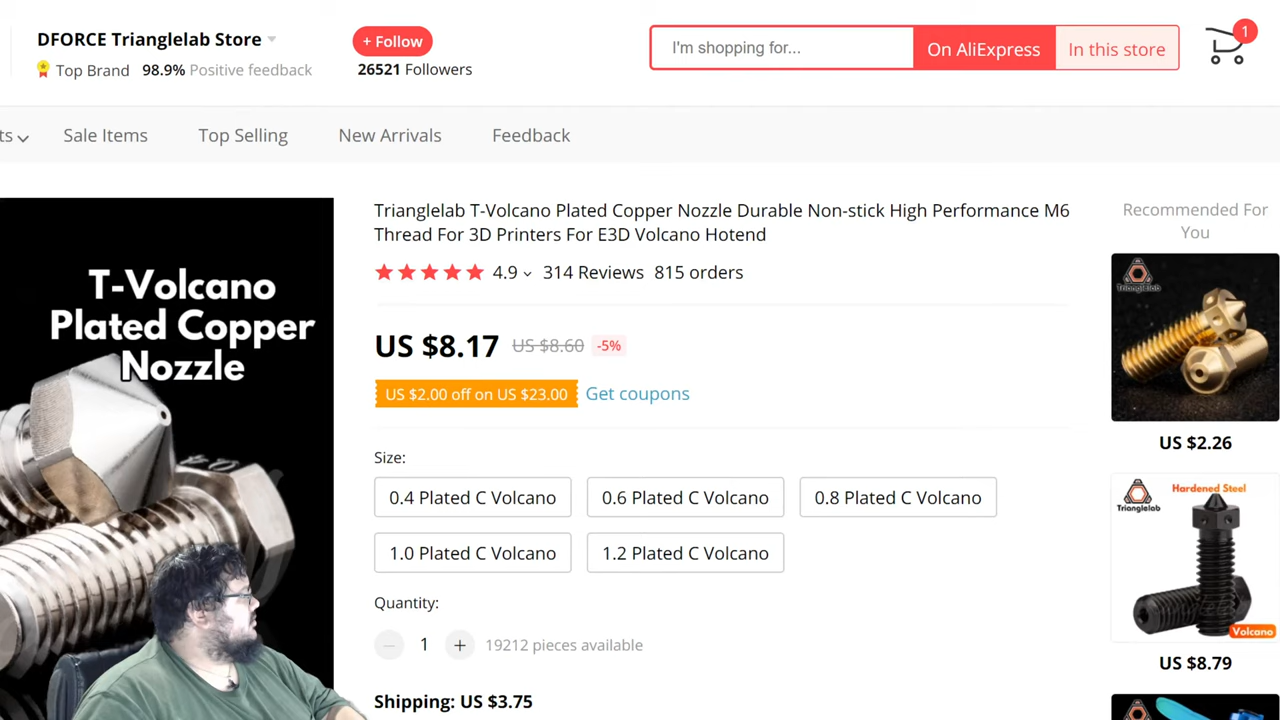 DFORCE Trianglelab Store
+ Follow
Top Brand 98.9% Positive feedback
26521 Followers
I'm shopping for...
On AliExpress
In this store
1
ts
Sale Items
Top Selling
New Arrivals
Feedback
T-Volcano
Plated Copper
Nozzle
Trianglelab T-Volcano Plated Copper Nozzle Durable Non-stick High Performance M6
Thread For 3D Printers For E3D Volcano Hotend
4.9
314 Reviews
815 orders
US $8.17
US $8.60
-5%
US $2.00 off on US $23.00
Get coupons
Size:
0.4 Plated C Volcano
0.6 Plated C Volcano
0.8 Plated C Volcano
1.0 Plated C Volcano
1.2 Plated C Volcano
Quantity:
− 1 +
19212 pieces available
Shipping: US $3.75
Recommended For
You
Trianglelab
US $2.26
Hardened Steel
Trianglelab
Volcano
US $8.79